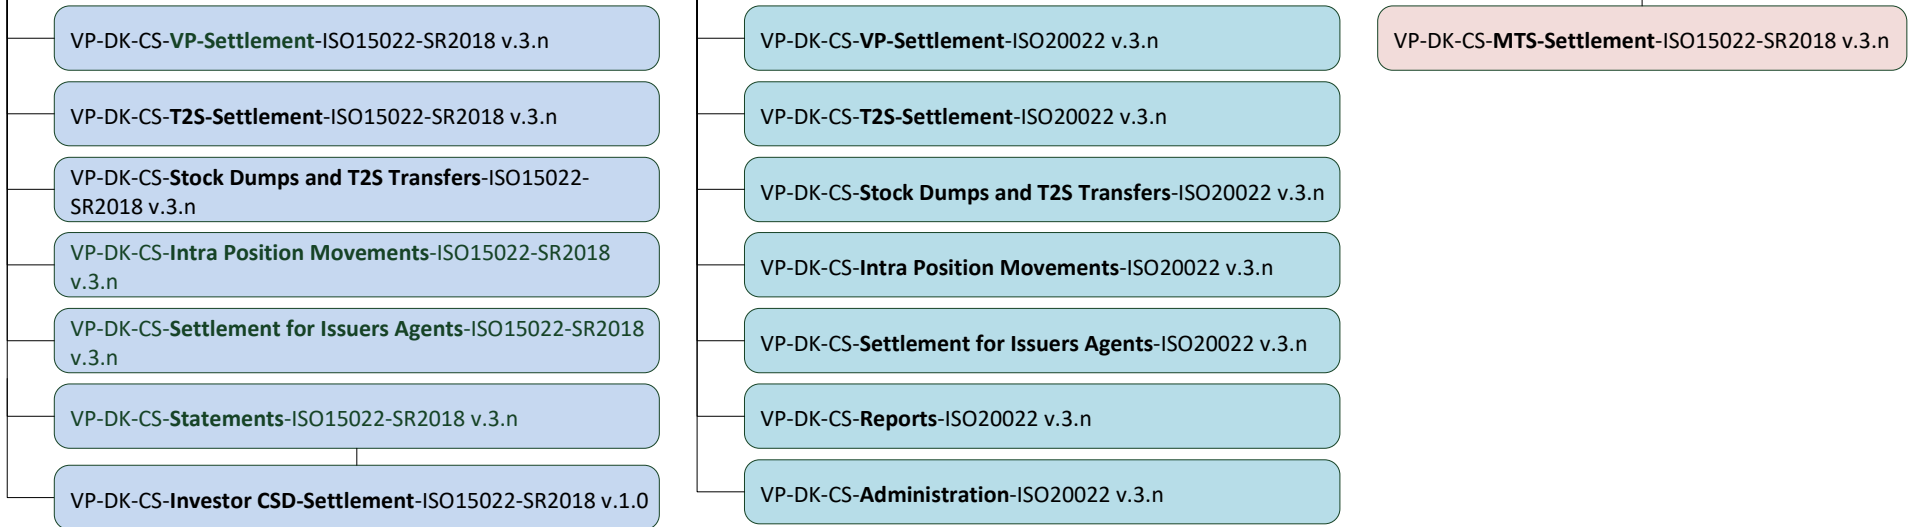 VP-DK-CS-VP-Settlement-ISO15022-SR2018 v.3.n
VP-DK-CS-T2S-Settlement-ISO15022-SR2018 v.3.n
VP-DK-CS-Stock Dumps and T2S Transfers-ISO15022-
SR2018 v.3.n
VP-DK-CS-Intra Position Movements-ISO15022-SR2018
v.3.n
VP-DK-CS-Settlement for Issuers Agents-ISO15022-SR2018
v.3.n
VP-DK-CS-Statements-ISO15022-SR2018 v.3.n
VP-DK-CS-Investor CSD-Settlement-ISO15022-SR2018 v.1.0
VP-DK-CS-VP-Settlement-ISO20022 v.3.n
VP-DK-CS-T2S-Settlement-ISO20022 v.3.n
VP-DK-CS-Stock Dumps and T2S Transfers-ISO20022 v.3.n
VP-DK-CS-Intra Position Movements-ISO20022 v.3.n
VP-DK-CS-Settlement for Issuers Agents-ISO20022 v.3.n
VP-DK-CS-Reports-ISO20022 v.3.n
VP-DK-CS-Administration-ISO20022 v.3.n
VP-DK-CS-MTS-Settlement-ISO15022-SR2018 v.3.n